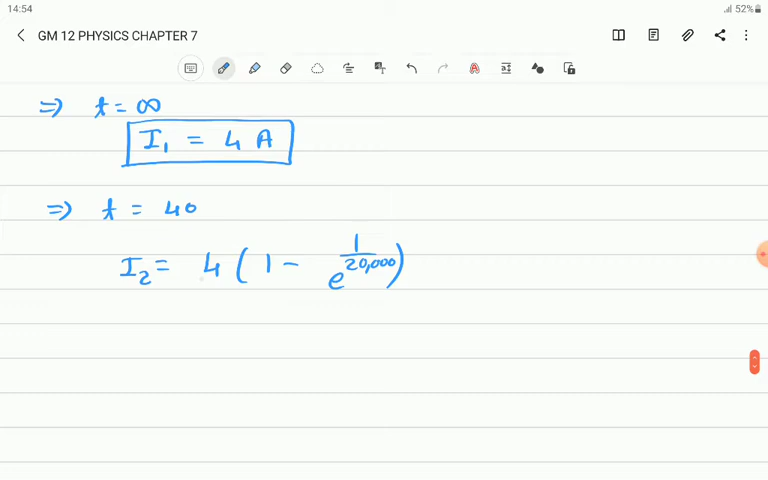 14:54 52%
GM 12 PHYSICS CHAPTER 7
⇒ t = ∞
I₁ = 4 A
⇒ t = 40
I₂ = 4 ( 1 - e^(1/20,000) )